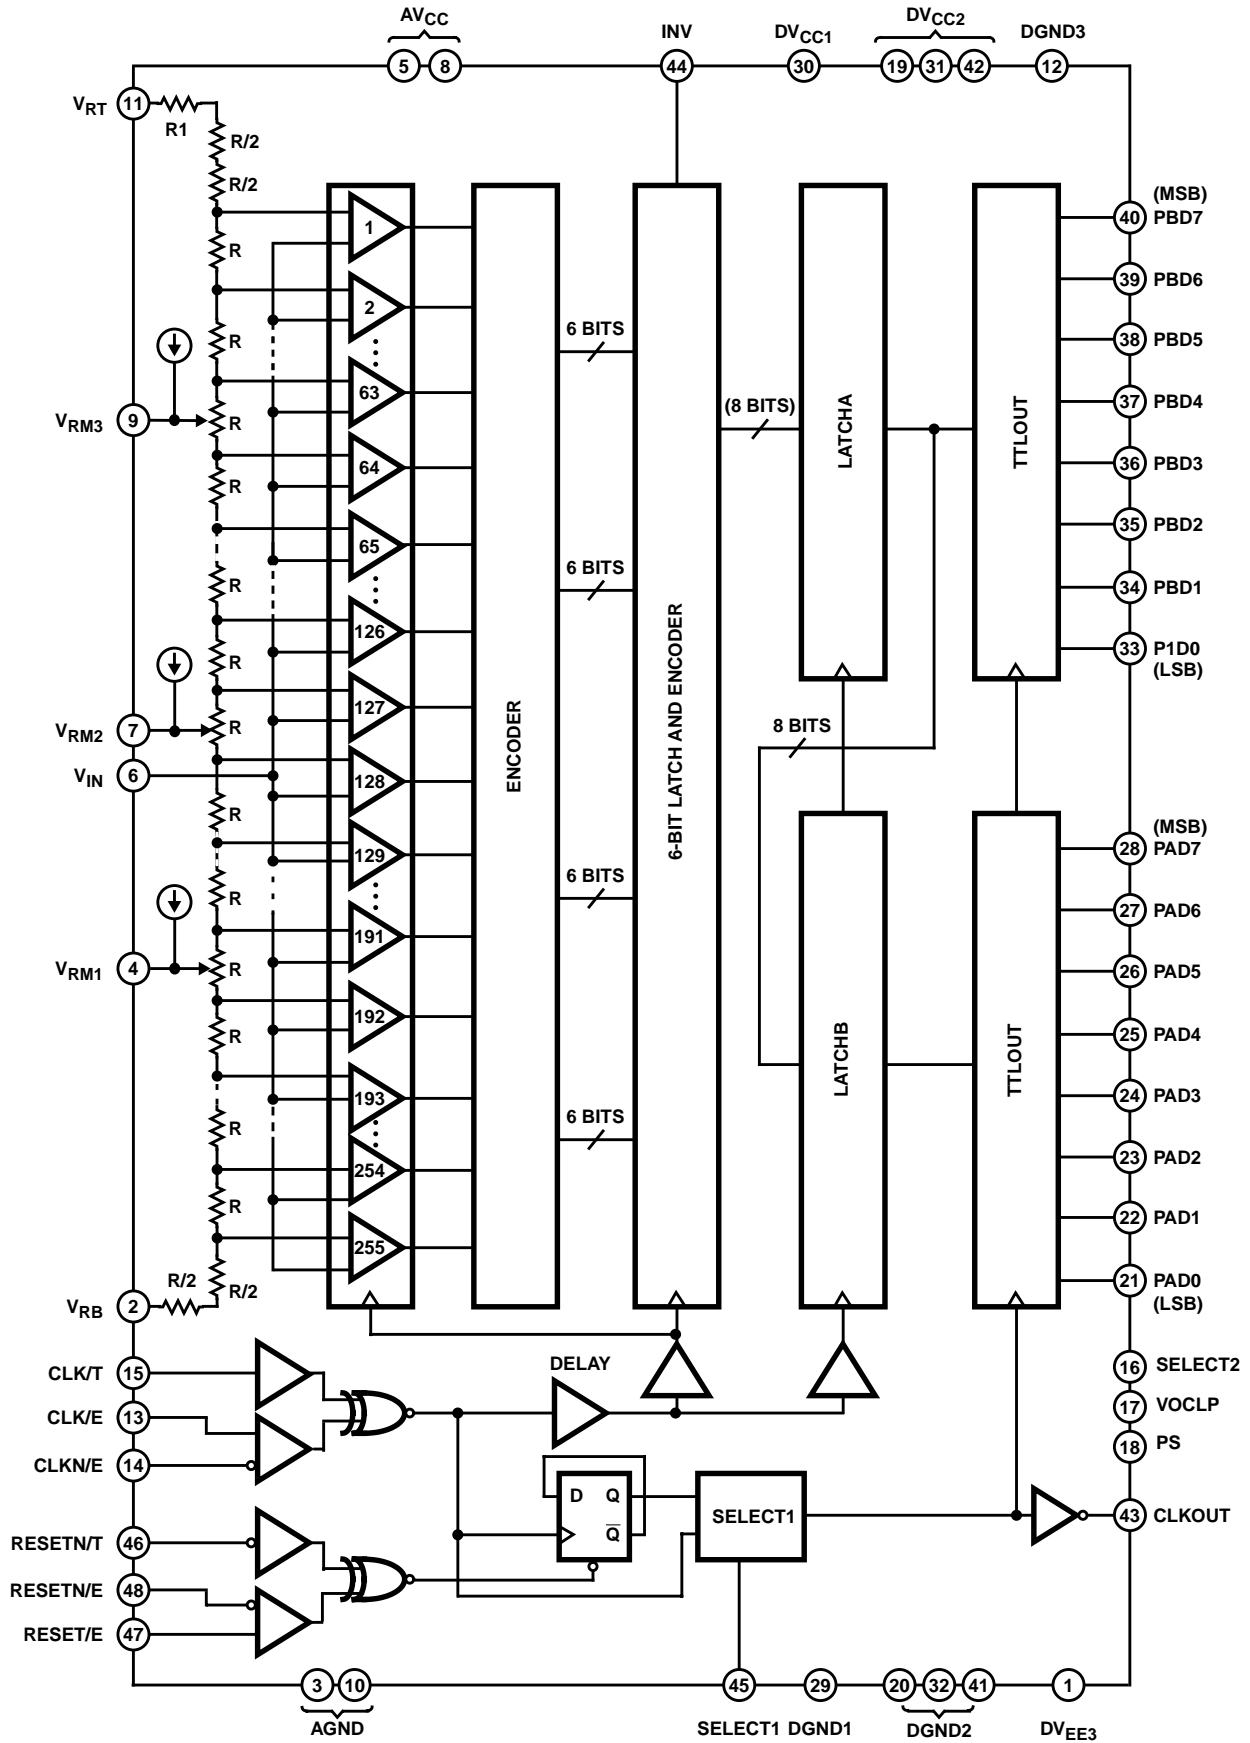 AVCC
INV
DVCC1
DVCC2
DGND3
5
8
44
30
19
31
42
12
VRT
11
R1
R/2
R/2
R
R
R
R
R
R
R
R
R
R
R
R
R
R/2
R/2
VRM3
9
VRM2
7
VIN
6
VRM1
4
VRB
2
1
2
63
64
65
126
127
128
129
191
192
193
254
255
ENCODER
6 BITS
6 BITS
6 BITS
6 BITS
6-BIT LATCH AND ENCODER
(8 BITS)
8 BITS
LATCHA
LATCHB
TTLOUT
TTLOUT
(MSB)
40 PBD7
39 PBD6
38 PBD5
37 PBD4
36 PBD3
35 PBD2
34 PBD1
33 P1D0
(LSB)
(MSB)
28 PAD7
27 PAD6
26 PAD5
25 PAD4
24 PAD3
23 PAD2
22 PAD1
21 PAD0
(LSB)
16 SELECT2
17 VOCLP
18 PS
43 CLKOUT
CLK/T 15
CLK/E 13
CLKN/E 14
RESETN/T 46
RESETN/E 48
RESET/E 47
DELAY
D Q
Q̅
SELECT1
3
10
45
29
20
32
41
1
AGND
SELECT1
DGND1
DGND2
DVEE3